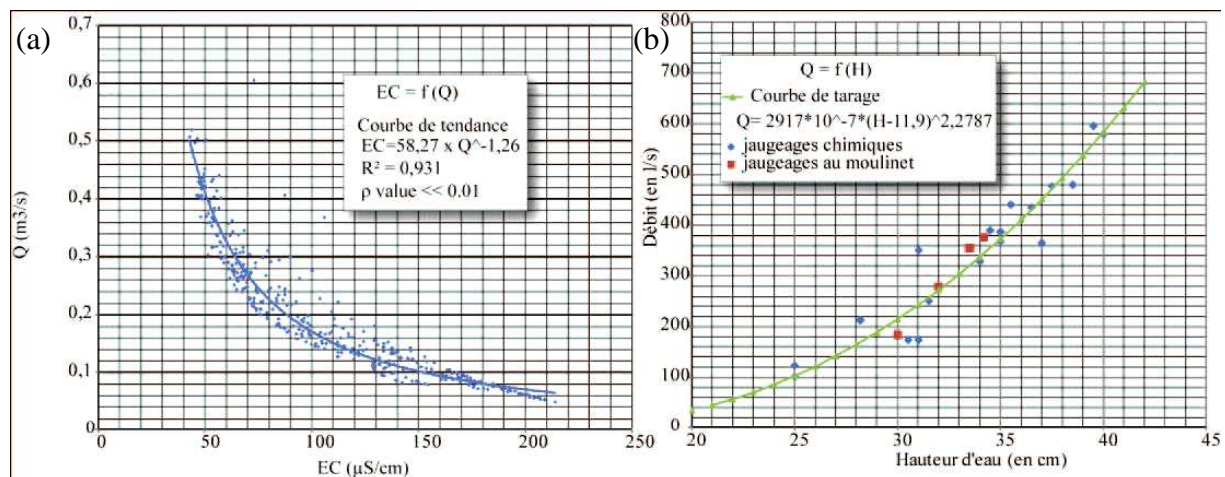 (a)
Q
0,7
0,6
0,5
0,4
0,3
0,2
0,1
0
Q (m3/s)
EC = f (Q)
Courbe de tendance
EC=58,27 x Q^-1,26
R² = 0,931
ρ value << 0.01
0 50 100 150 200 250
EC (µS/cm)
(b)
800
700
600
500
400
300
200
100
0
Débit (en l/s)
Q = f (H)
Courbe de tarage
Q= 2917*10^-7*(H-11,9)^2,2787
jaugeages chimiques
jaugeages au moulinet
20 25 30 35 40 45
Hauteur d'eau (en cm)